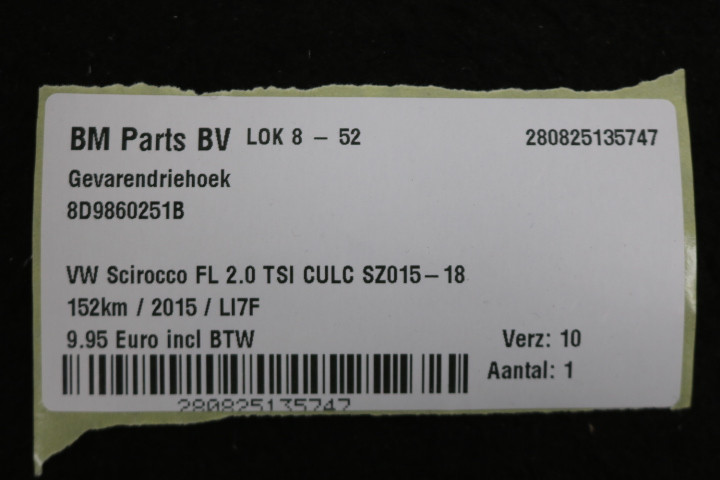 BM Parts BV LOK 8 - 52 280825135747
Gevarendriehoek
8D9860251B
VW Scirocco FL 2.0 TSI CULC SZ015-18
152km / 2015 / LI7F
9.95 Euro incl BTW Verz: 10
Aantal: 1
280825135747